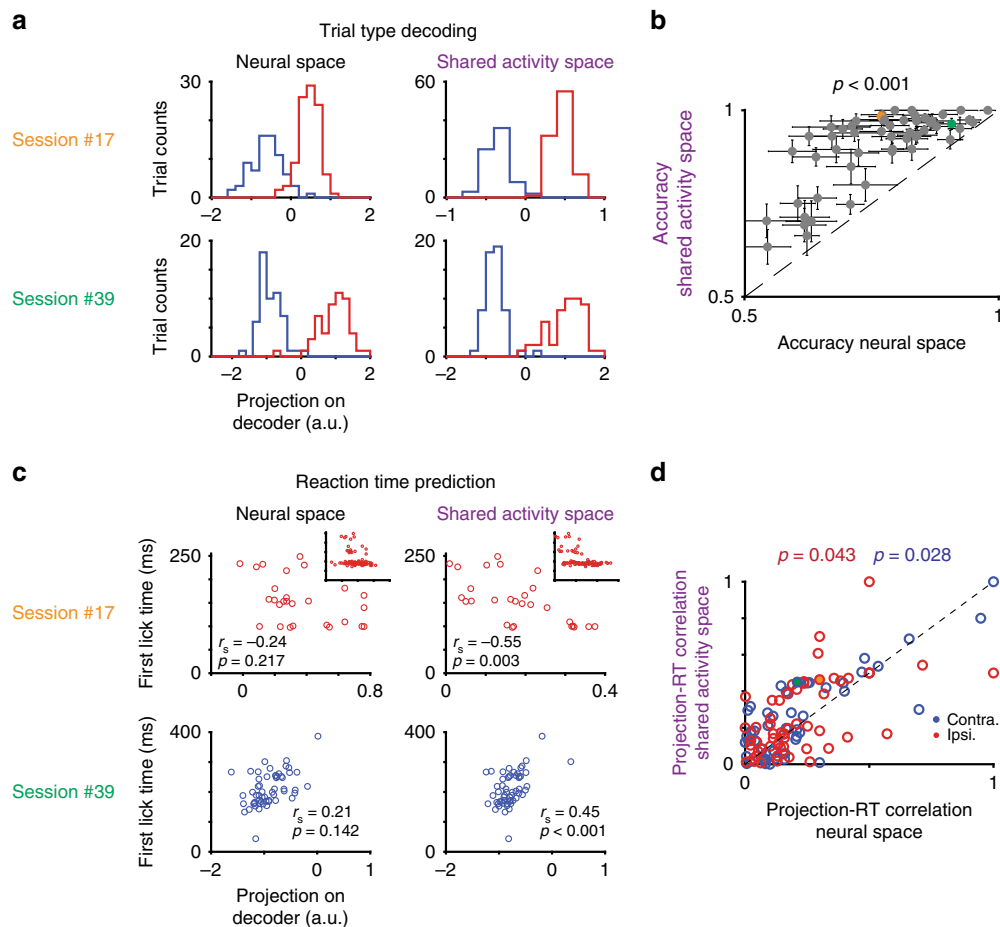 a
Trial type decoding
Neural space
Shared activity space
Session #17
Trial counts
30
0
−2
0
2
60
0
−1
0
1
Session #39
Trial counts
20
0
−2
0
2
20
0
−2
0
2
Projection on
decoder (a.u.)
b
p < 0.001
Accuracy
shared activity space
1
0.5
0.5
1
Accuracy neural space
c
Reaction time prediction
Neural space
Shared activity space
Session #17
First lick time (ms)
250
0
rs = −0.24
p = 0.217
0
0.8
250
0
rs = −0.55
p = 0.003
0
0.4
Session #39
First lick time (ms)
400
0
rs = 0.21
p = 0.142
−2
0
1
400
0
rs = 0.45
p < 0.001
−2
0
1
Projection on
decoder (a.u.)
d
p = 0.043 p = 0.028
Projection-RT correlation
shared activity space
1
0
Contra.
Ipsi.
0
1
Projection-RT correlation
neural space